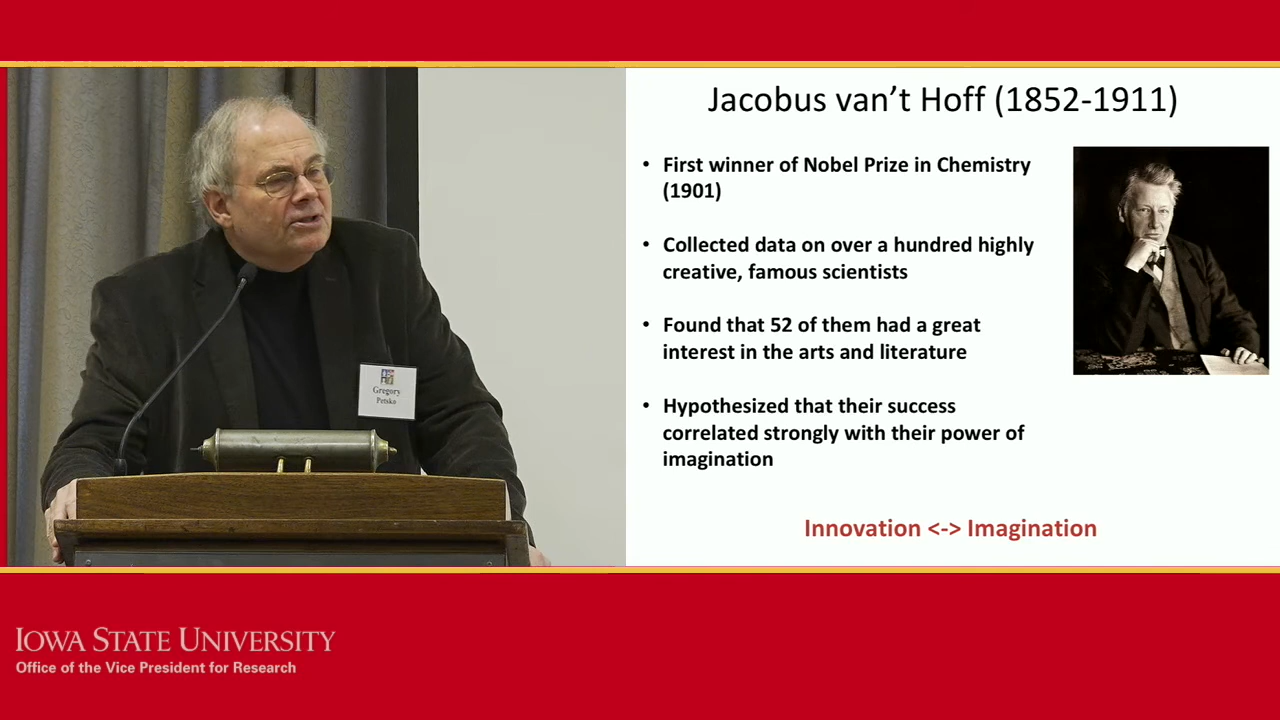 Jacobus van’t Hoff (1852-1911)
• First winner of Nobel Prize in Chemistry
(1901)
• Collected data on over a hundred highly
creative, famous scientists
• Found that 52 of them had a great
interest in the arts and literature
• Hypothesized that their success
correlated strongly with their power of
imagination
Innovation <-> Imagination
Gregory
Petsko
IOWA STATE UNIVERSITY
Office of the Vice President for Research